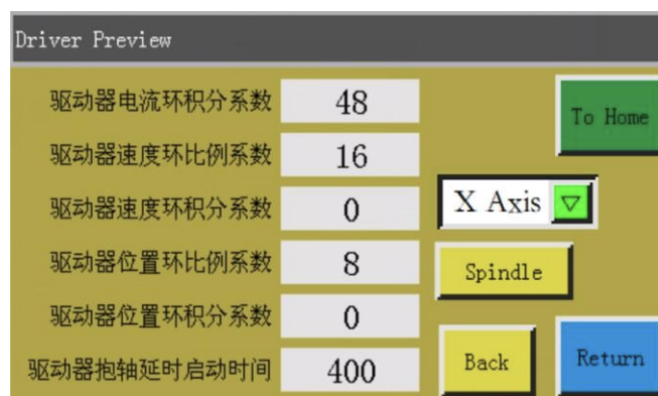 Driver Preview
驱动器电流环积分系数 48
To Home
驱动器速度环比例系数 16
驱动器速度环积分系数 0
X Axis
驱动器位置环比例系数 8
Spindle
驱动器位置环积分系数 0
驱动器抱轴延时启动时间 400
Back
Return